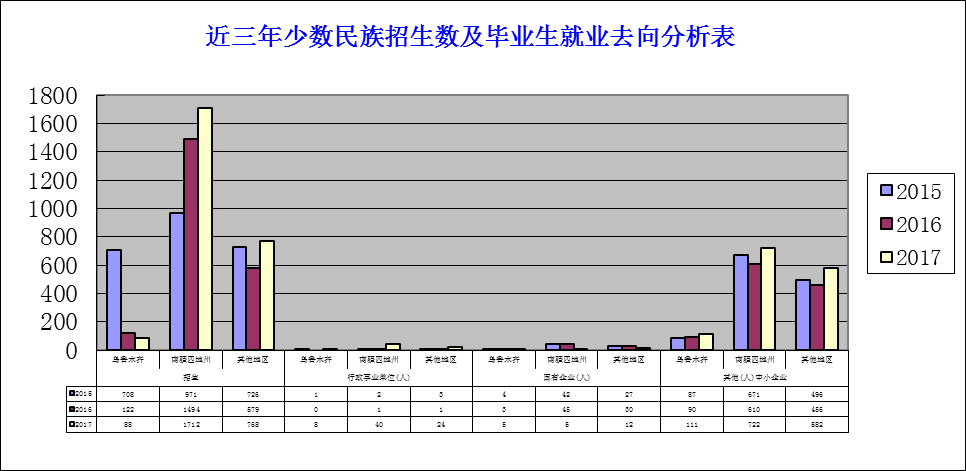 近三年少数民族招生数及毕业生就业去向分析表
1800
1600
1400
1200
1000
800
600
400
200
0
2015
2016
2017
乌鲁木齐 南疆四地州 其他地区 乌鲁木齐 南疆四地州 其他地区 乌鲁木齐 南疆四地州 其他地区 乌鲁木齐 南疆四地州 其他地区
招生 行政事业单位(人) 国有企业(人) 其他(人)中小企业
2015 708 971 726 1 2 3 4 42 27 87 671 496
2016 122 1494 579 0 1 1 3 45 30 90 610 456
2017 88 1712 768 8 40 24 5 5 12 111 722 582